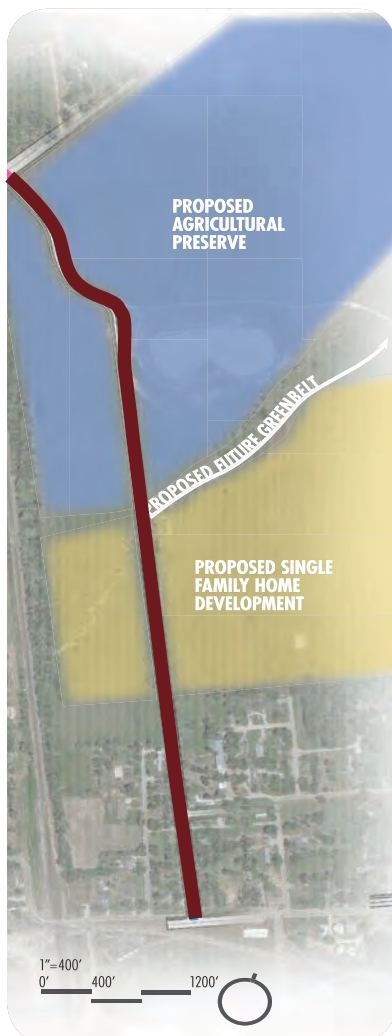 PROPOSED
AGRICULTURAL
PRESERVE
PROPOSED FUTURE GREENBELT
PROPOSED SINGLE
FAMILY HOME
DEVELOPMENT
1"=400'
0' 400' 1200'